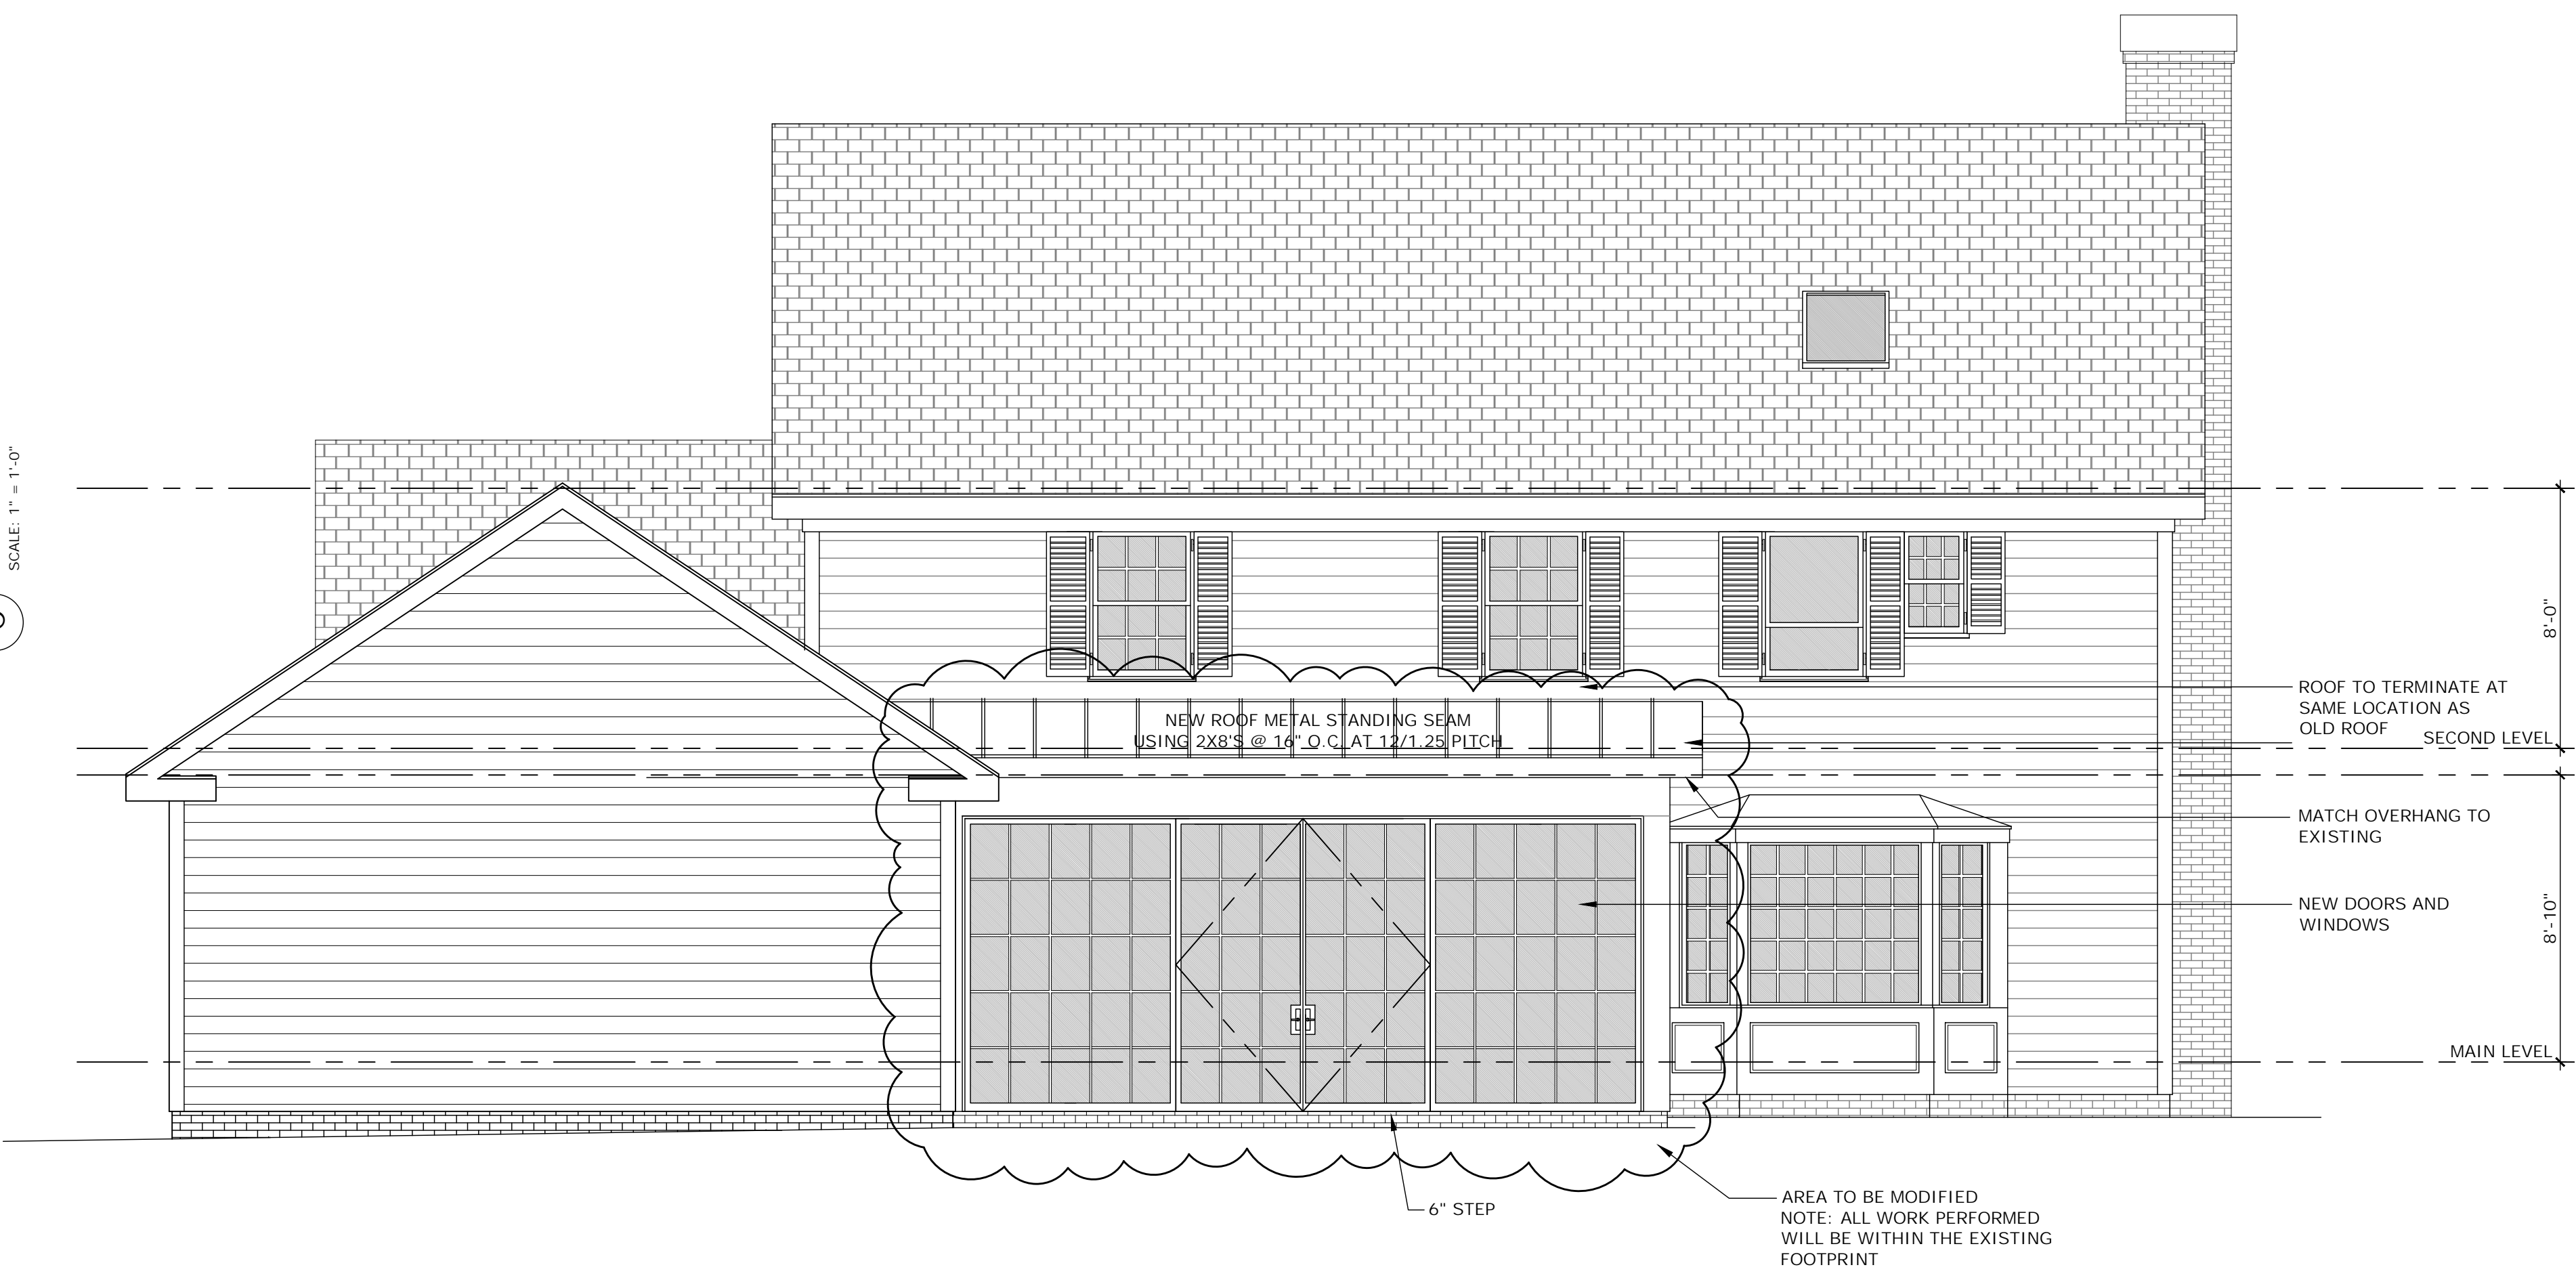 SCALE: 1" = 1'-0"
8'-0"
ROOF TO TERMINATE AT
SAME LOCATION AS
OLD ROOF
NEW ROOF METAL STANDING SEAM
USING 2X8'S @ 16" O.C. AT 12/1.25 PITCH
SECOND LEVEL
MATCH OVERHANG TO
EXISTING
NEW DOORS AND
WINDOWS
8'-10"
MAIN LEVEL
6" STEP
AREA TO BE MODIFIED
NOTE: ALL WORK PERFORMED
WILL BE WITHIN THE EXISTING
FOOTPRINT